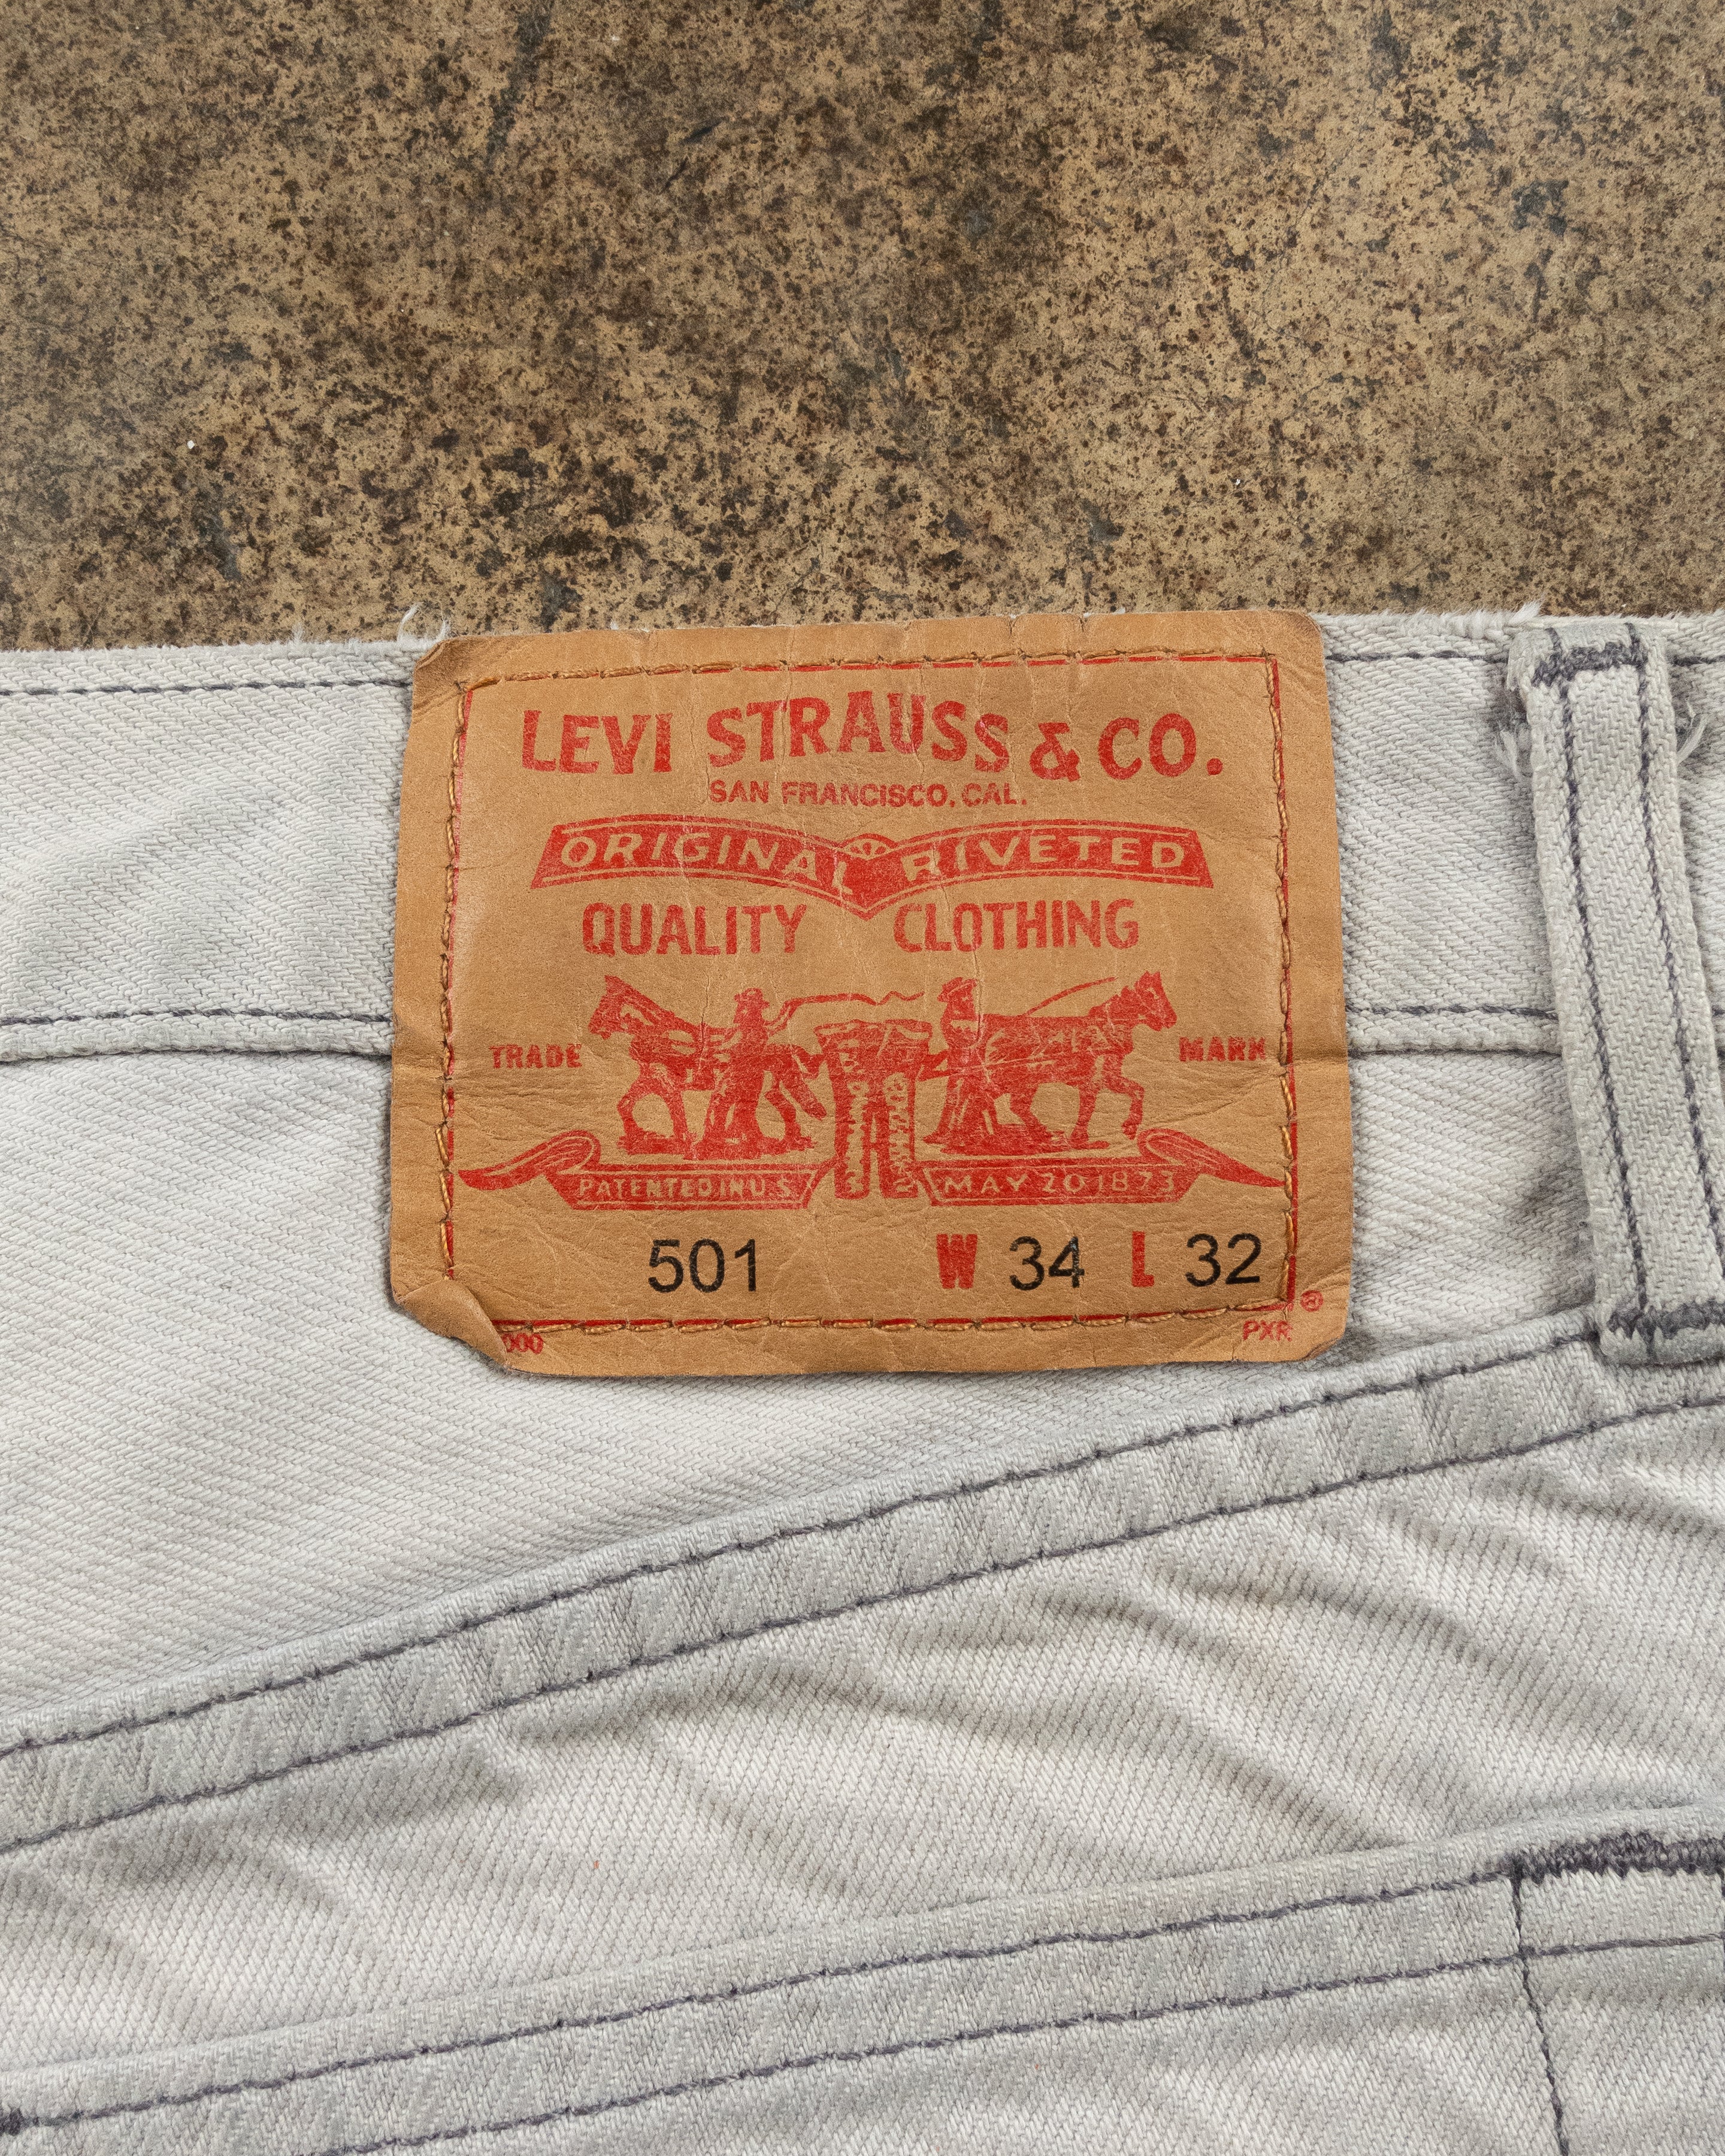 LEVI STRAUSS & CO.
SAN FRANCISCO, CAL.
ORIGINAL RIVETED
QUALITY CLOTHING
TRADE MARK
PATENTED IN U.S. MAY 20 1873
501 W 34 L 32
®
000 PXR